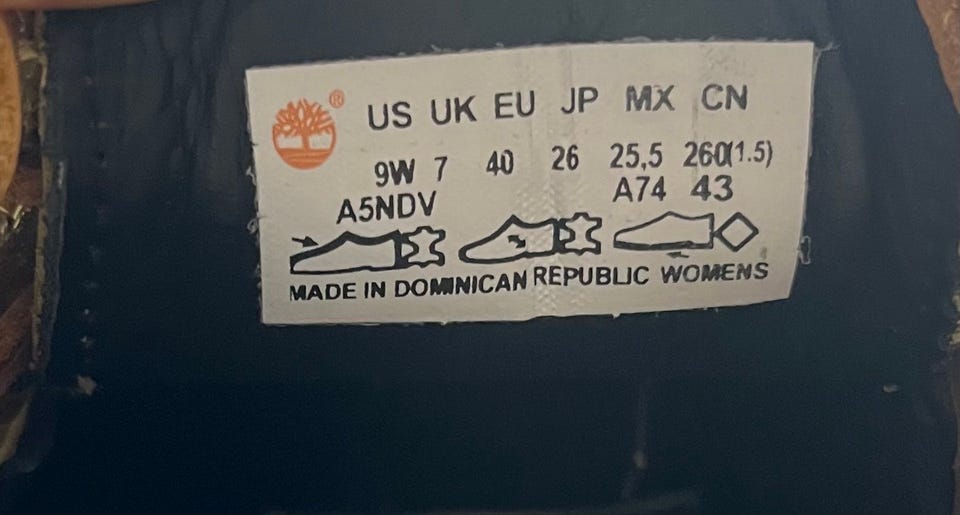 ®
US UK EU JP MX CN
9W 7 40 26 25,5 260(1.5)
A5NDV A74 43
MADE IN DOMINICAN REPUBLIC WOMENS